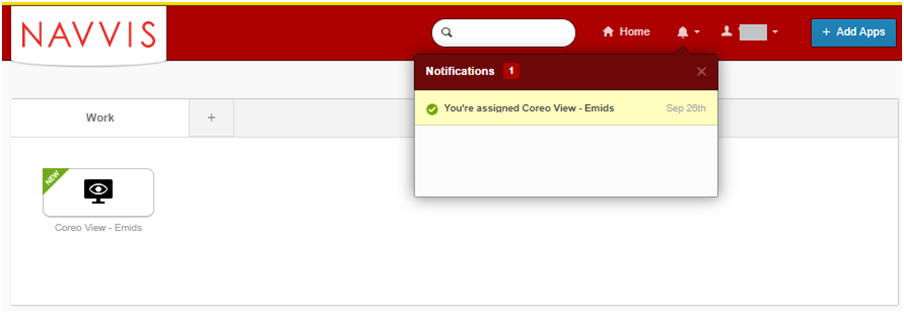 NAVVIS
Home
+ Add Apps
Notifications 1
You're assigned Coreo View - Emids Sep 26th
Work +
NEW
Coreo View - Emids